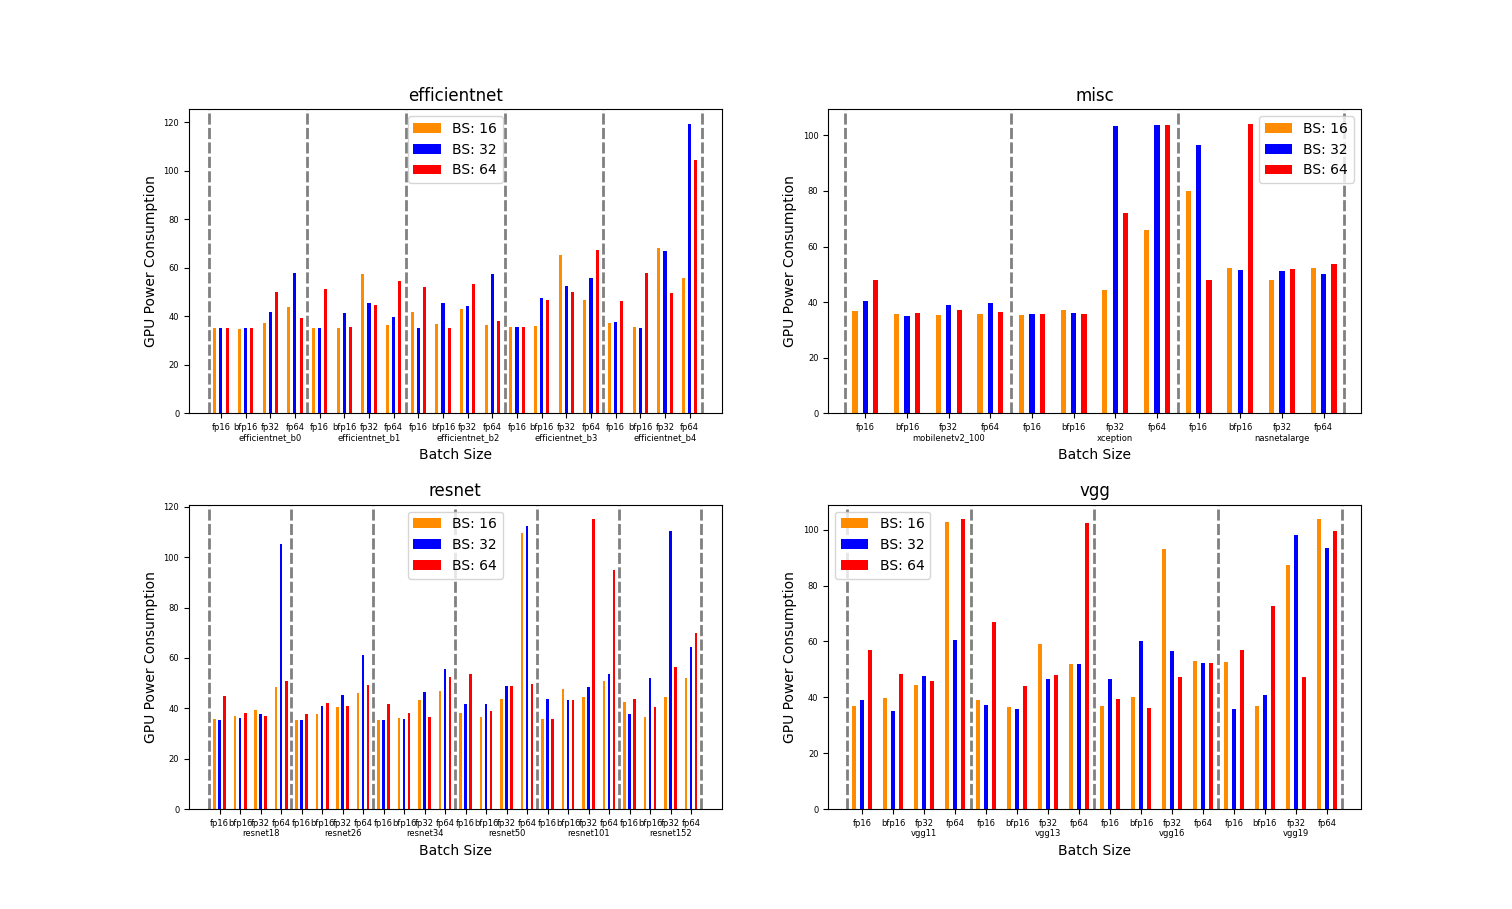 efficientnet
GPU Power Consumption
120
100
80
60
40
20
0
BS: 16
BS: 32
BS: 64
fp16 bfp16 fp32 fp64 fp16 bfp16 fp32 fp64 fp16 bfp16 fp32 fp64 fp16 bfp16 fp32 fp64 fp16 bfp16 fp32 fp64
efficientnet_b0 efficientnet_b1 efficientnet_b2 efficientnet_b3 efficientnet_b4
Batch Size
misc
GPU Power Consumption
100
80
60
40
20
0
BS: 16
BS: 32
BS: 64
fp16 bfp16 fp32 fp64 fp16 bfp16 fp32 fp64 fp16 bfp16 fp32 fp64
mobilenetv2_100 xception nasnetalarge
Batch Size
resnet
GPU Power Consumption
120
100
80
60
40
20
0
BS: 16
BS: 32
BS: 64
fp16 bfp16 fp32 fp64 fp16 bfp16 fp32 fp64 fp16 bfp16 fp32 fp64 fp16 bfp16 fp32 fp64 fp16 bfp16 fp32 fp64 fp16 bfp16 fp32 fp64
resnet18 resnet26 resnet34 resnet50 resnet101 resnet152
Batch Size
vgg
GPU Power Consumption
100
80
60
40
20
0
BS: 16
BS: 32
BS: 64
fp16 bfp16 fp32 fp64 fp16 bfp16 fp32 fp64 fp16 bfp16 fp32 fp64 fp16 bfp16 fp32 fp64
vgg11 vgg13 vgg16 vgg19
Batch Size